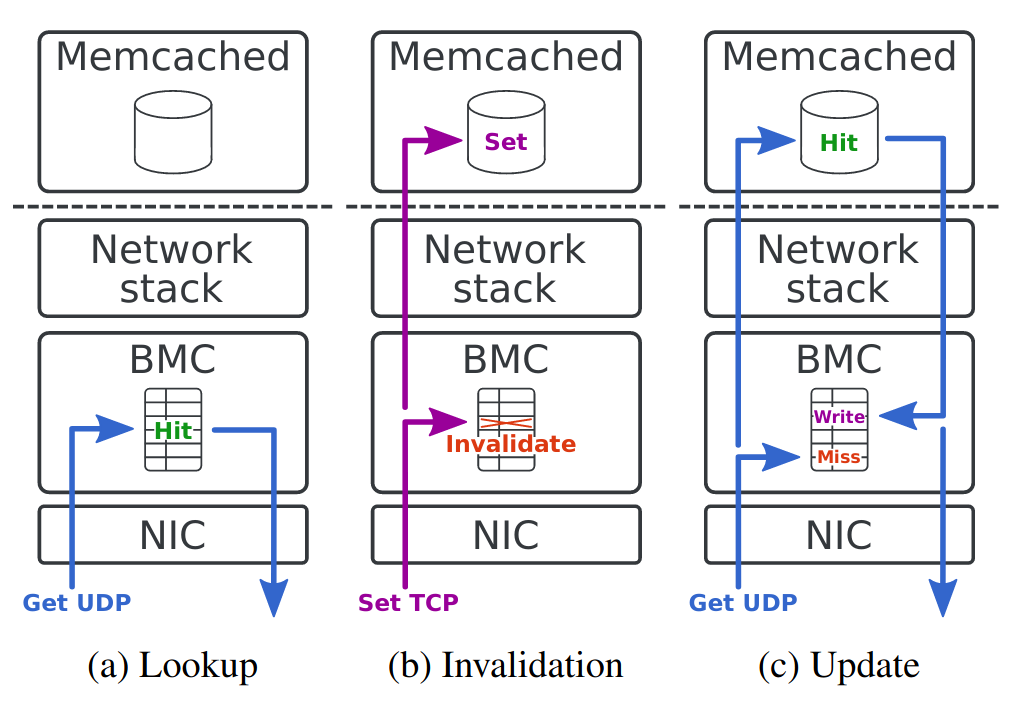 Memcached
Network
stack
BMC
Hit
NIC
Get UDP
(a) Lookup
Memcached
Set
Network
stack
BMC
Invalidate
NIC
Set TCP
(b) Invalidation
Memcached
Hit
Network
stack
BMC
Write
Miss
NIC
Get UDP
(c) Update